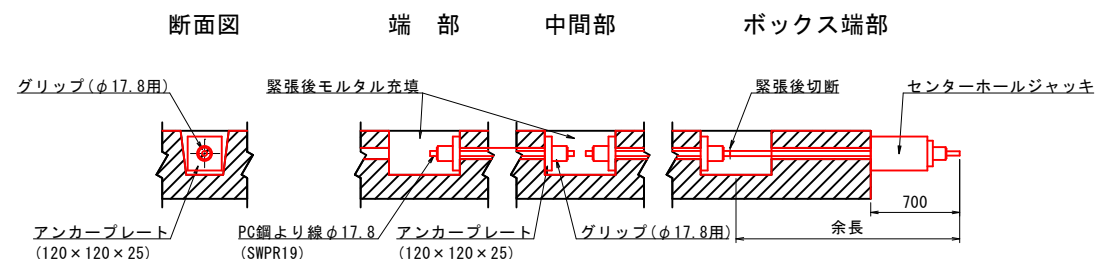 断面図
端 部
中間部
ボックス端部
グリップ(φ17.8用)
緊張後モルタル充填
緊張後切断
センターホールジャッキ
700
余長
アンカープレート
(120×120×25)
PC鋼より線φ17.8
(SWPR19)
アンカープレート
(120×120×25)
グリップ(φ17.8用)